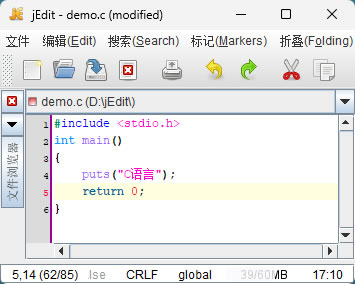 jEdit - demo.c (modified)
文件 编辑(Edit) 搜索(Search) 标记(Markers) 折叠(Folding)
demo.c (D:\jEdit\)
文件浏览器
1 #include <stdio.h>
2 int main()
3 {
4 puts("C语言");
5 return 0;
6 }
5,14 (62/85) CRLF global 39/60MB 17:10